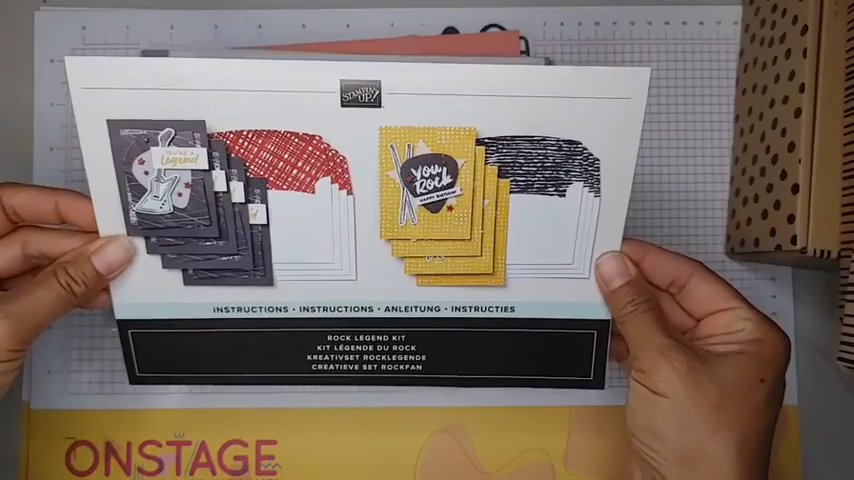 STAMPIN' UP!
You're a
Legend
YOU
ROCK
HAPPY BIRTHDAY
INSTRUCTIONS • INSTRUCTIONS • ANLEITUNG • INSTRUCTIES
ROCK LEGEND KIT
KIT LÉGENDE DU ROCK
KREATIVSET ROCKLEGENDE
CREATIEVE SET ROCKFAN
ONSTAGE